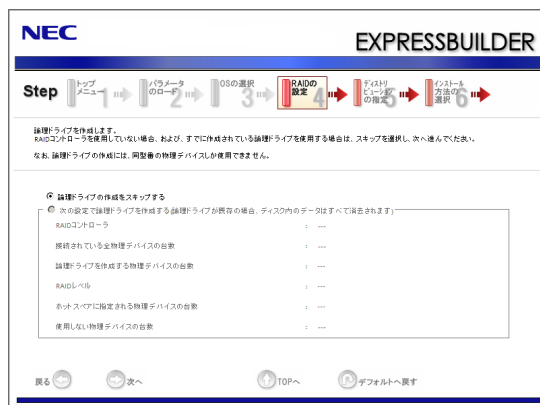 NEC
EXPRESSBUILDER
Step
トップ
メニュー 1
パラメータ
のロード 2
OSの選択
3
RAIDの
設定 4
ディストリ
ビューション
の指定 5
インストール
方法の
選択 6
論理ドライブを作成します。
RAIDコントローラを使用していない場合、および、すでに作成されている論理ドライブを使用する場合は、スキップを選択し、次へ進んでください。
なお、論理ドライブの作成には、同型番の物理デバイスしか使用できません。
論理ドライブの作成をスキップする
次の設定で論理ドライブを作成する(論理ドライブが既存の場合、ディスク内のデータはすべて消去されます)
RAIDコントローラ : ---
接続されている全物理デバイスの台数 : ---
論理ドライブを作成する物理デバイスの台数 : ---
RAIDレベル : ---
ホットスペアに指定される物理デバイスの台数 : ---
使用しない物理デバイスの台数 : ---
戻る 次へ TOPへ デフォルトへ戻す